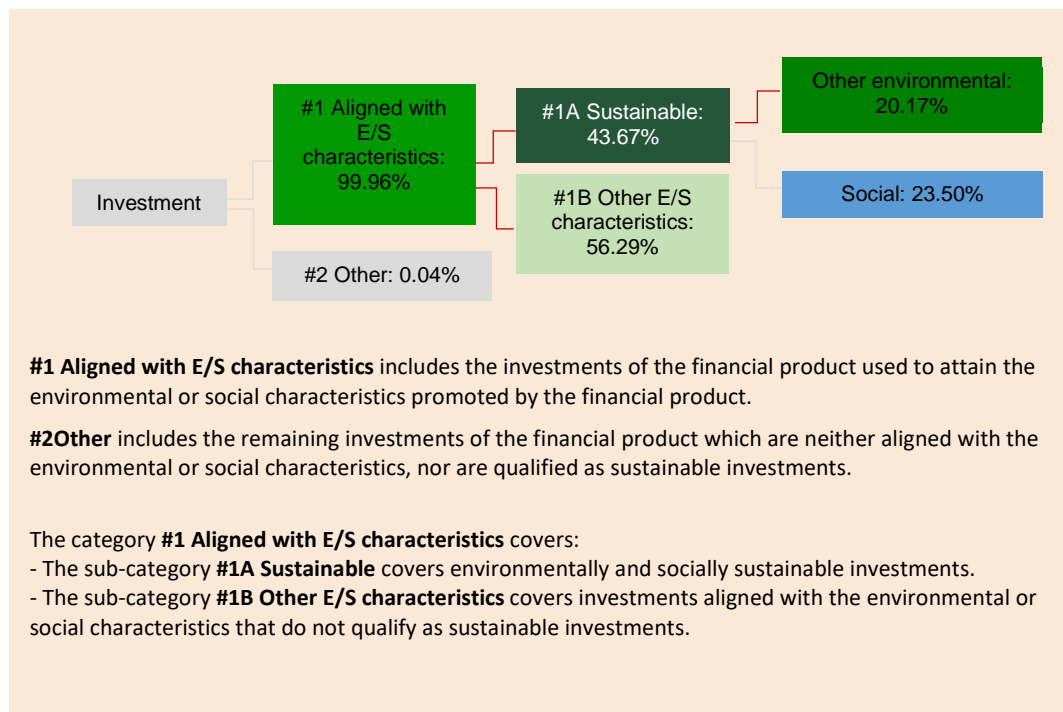 Investment
#1 Aligned with
E/S
characteristics:
99.96%
#2 Other: 0.04%
#1A Sustainable:
43.67%
#1B Other E/S
characteristics:
56.29%
Other environmental:
20.17%
Social: 23.50%
#1 Aligned with E/S characteristics includes the investments of the financial product used to attain the
environmental or social characteristics promoted by the financial product.
#2Other includes the remaining investments of the financial product which are neither aligned with the
environmental or social characteristics, nor are qualified as sustainable investments.
The category #1 Aligned with E/S characteristics covers:
- The sub-category #1A Sustainable covers environmentally and socially sustainable investments.
- The sub-category #1B Other E/S characteristics covers investments aligned with the environmental or
social characteristics that do not qualify as sustainable investments.